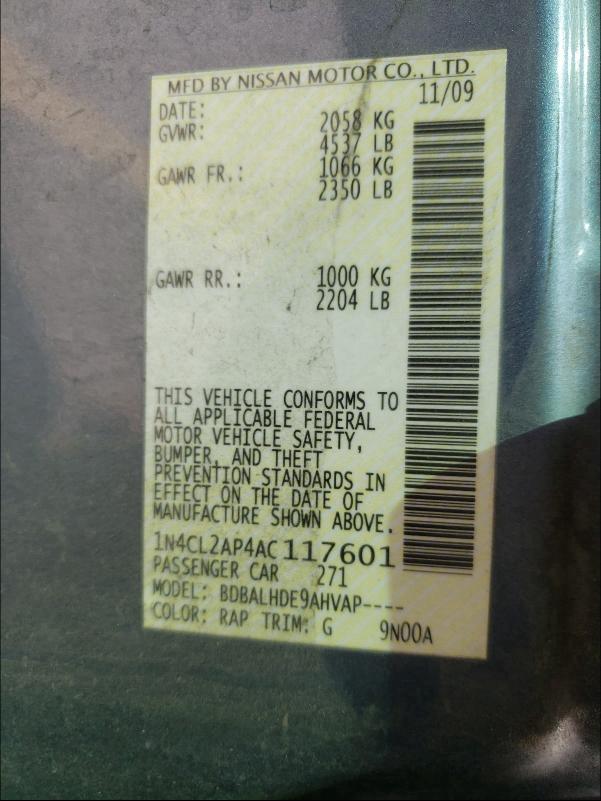 MFD BY NISSAN MOTOR CO., LTD.
DATE: 11/09
GVWR: 2058 KG
4537 LB
GAWR FR.: 1066 KG
2350 LB
GAWR RR.: 1000 KG
2204 LB
THIS VEHICLE CONFORMS TO
ALL APPLICABLE FEDERAL
MOTOR VEHICLE SAFETY,
BUMPER, AND THEFT
PREVENTION STANDARDS IN
EFFECT ON THE DATE OF
MANUFACTURE SHOWN ABOVE.
1N4CL2AP4AC117601
PASSENGER CAR 271
MODEL: BDBALHDE9AHVAP----
COLOR: RAP TRIM: G 9N00A